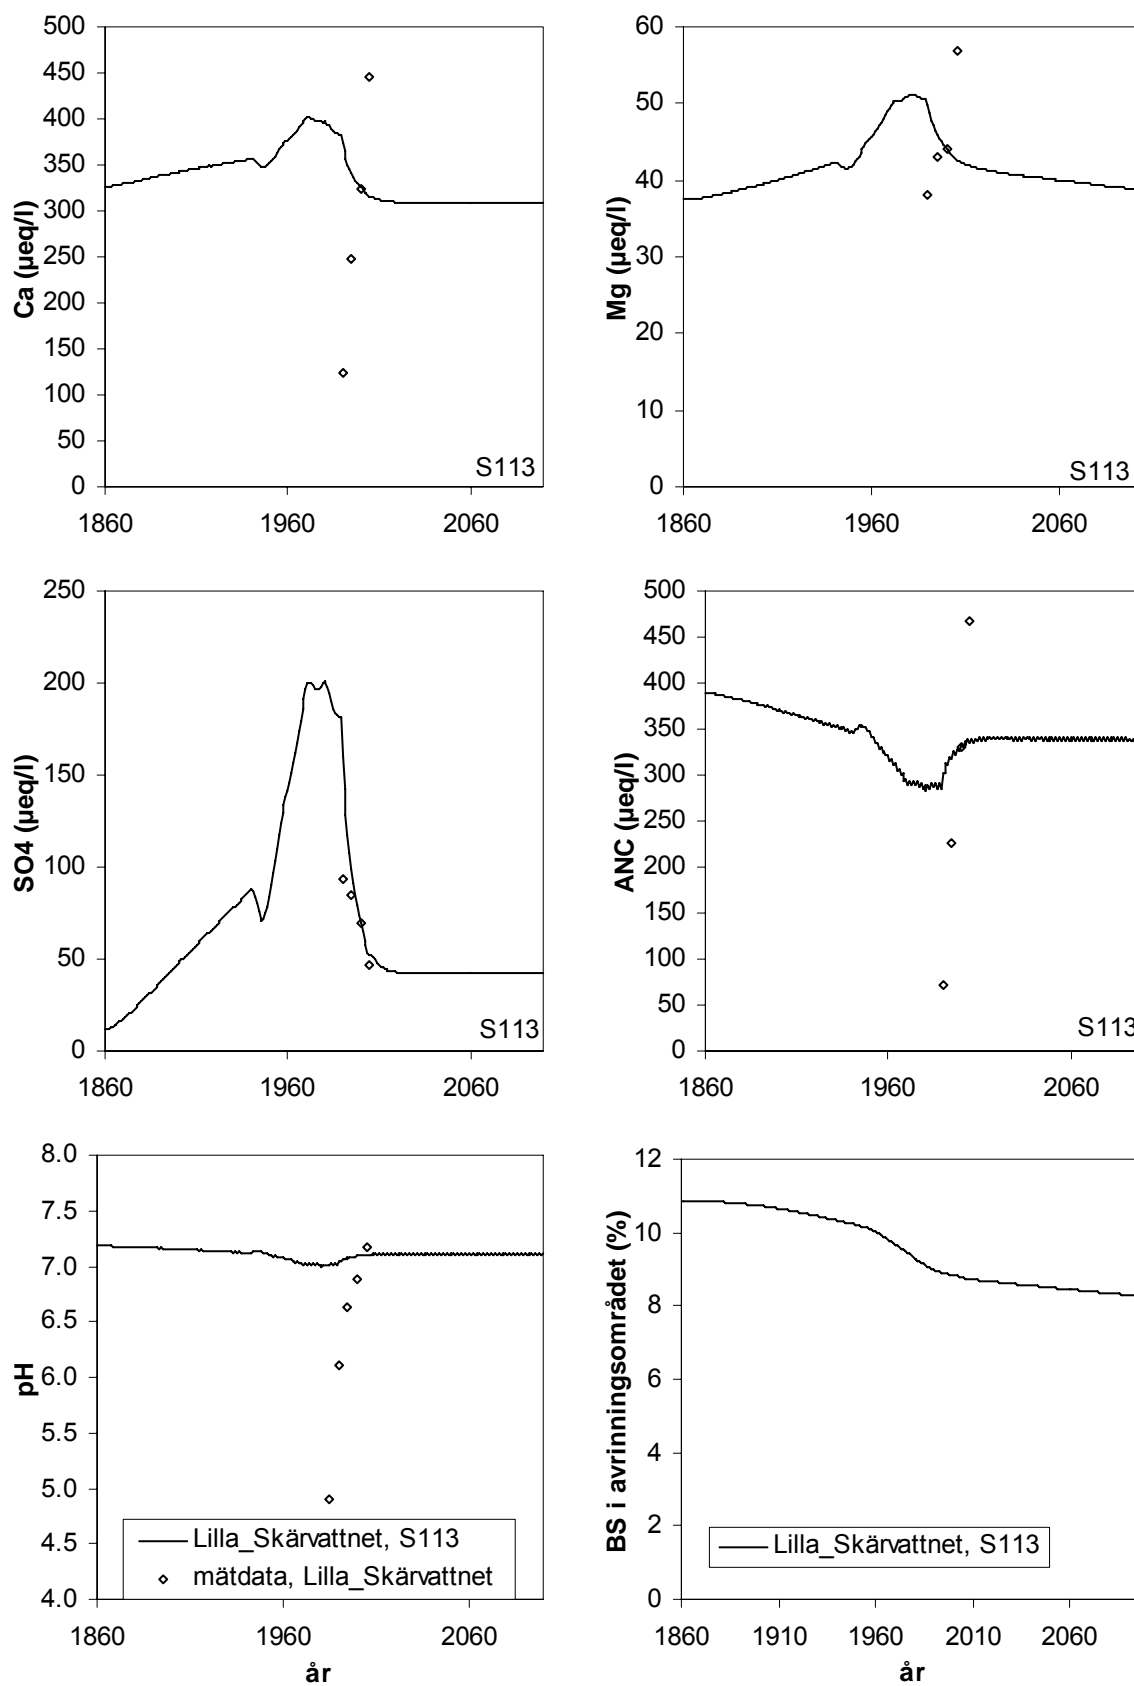 Ca (µeq/l)
500
450
400
350
300
250
200
150
100
50
0
S113
1860 1960 2060
Mg (µeq/l)
60
50
40
30
20
10
0
S113
1860 1960 2060
SO4 (µeq/l)
250
200
150
100
50
0
S113
1860 1960 2060
ANC (µeq/l)
500
450
400
350
300
250
200
150
100
50
0
S113
1860 1960 2060
pH
8.0
7.5
7.0
6.5
6.0
5.5
5.0
4.5
4.0
Lilla_Skärvattnet, S113
mätdata, Lilla_Skärvattnet
1860 1960 2060
år
BS i avrinningsområdet (%)
12
10
8
6
4
2
0
Lilla_Skärvattnet, S113
1860 1910 1960 2010 2060
år